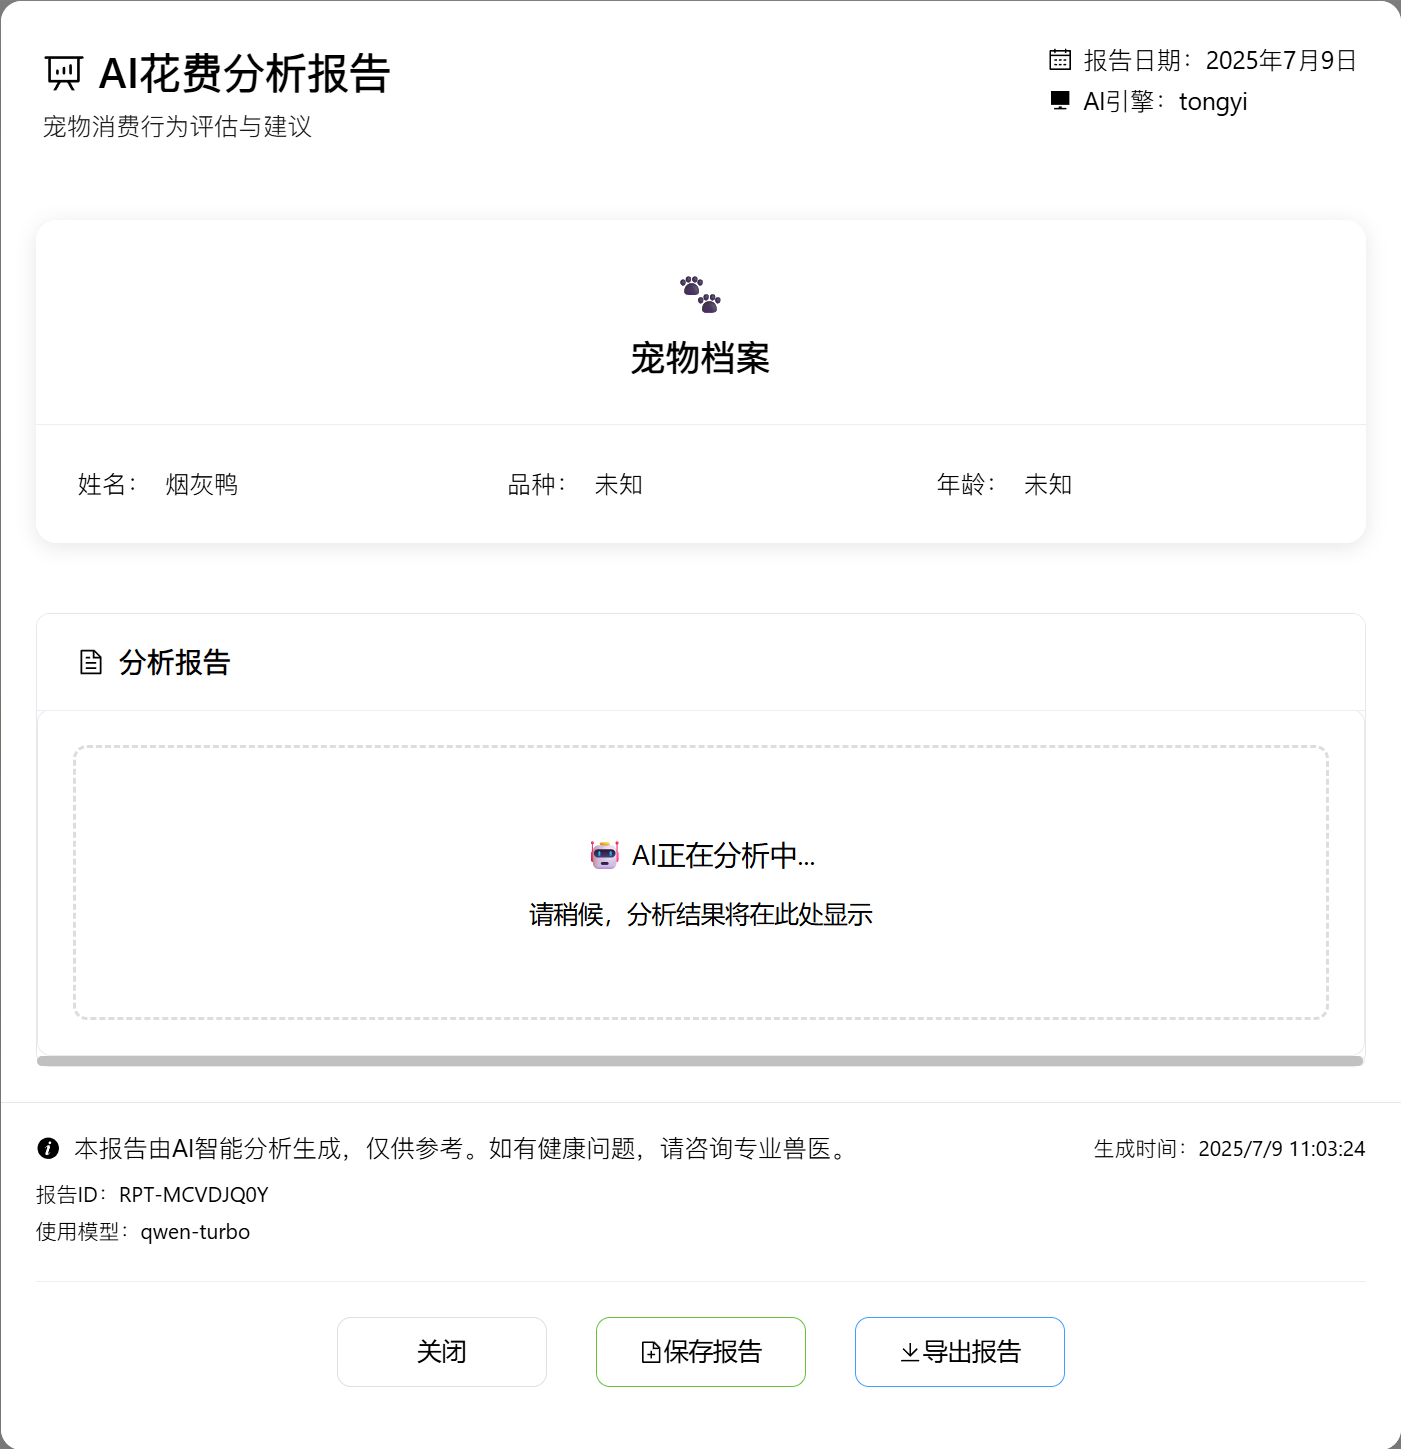 AI花费分析报告
宠物消费行为评估与建议
报告日期：2025年7月9日
AI引擎：tongyi
宠物档案
姓名： 烟灰鸭
品种： 未知
年龄： 未知
分析报告
AI正在分析中...
请稍候，分析结果将在此处显示
本报告由AI智能分析生成，仅供参考。如有健康问题，请咨询专业兽医。
生成时间：2025/7/9 11:03:24
报告ID：RPT-MCVDJQ0Y
使用模型：qwen-turbo
关闭
保存报告
导出报告